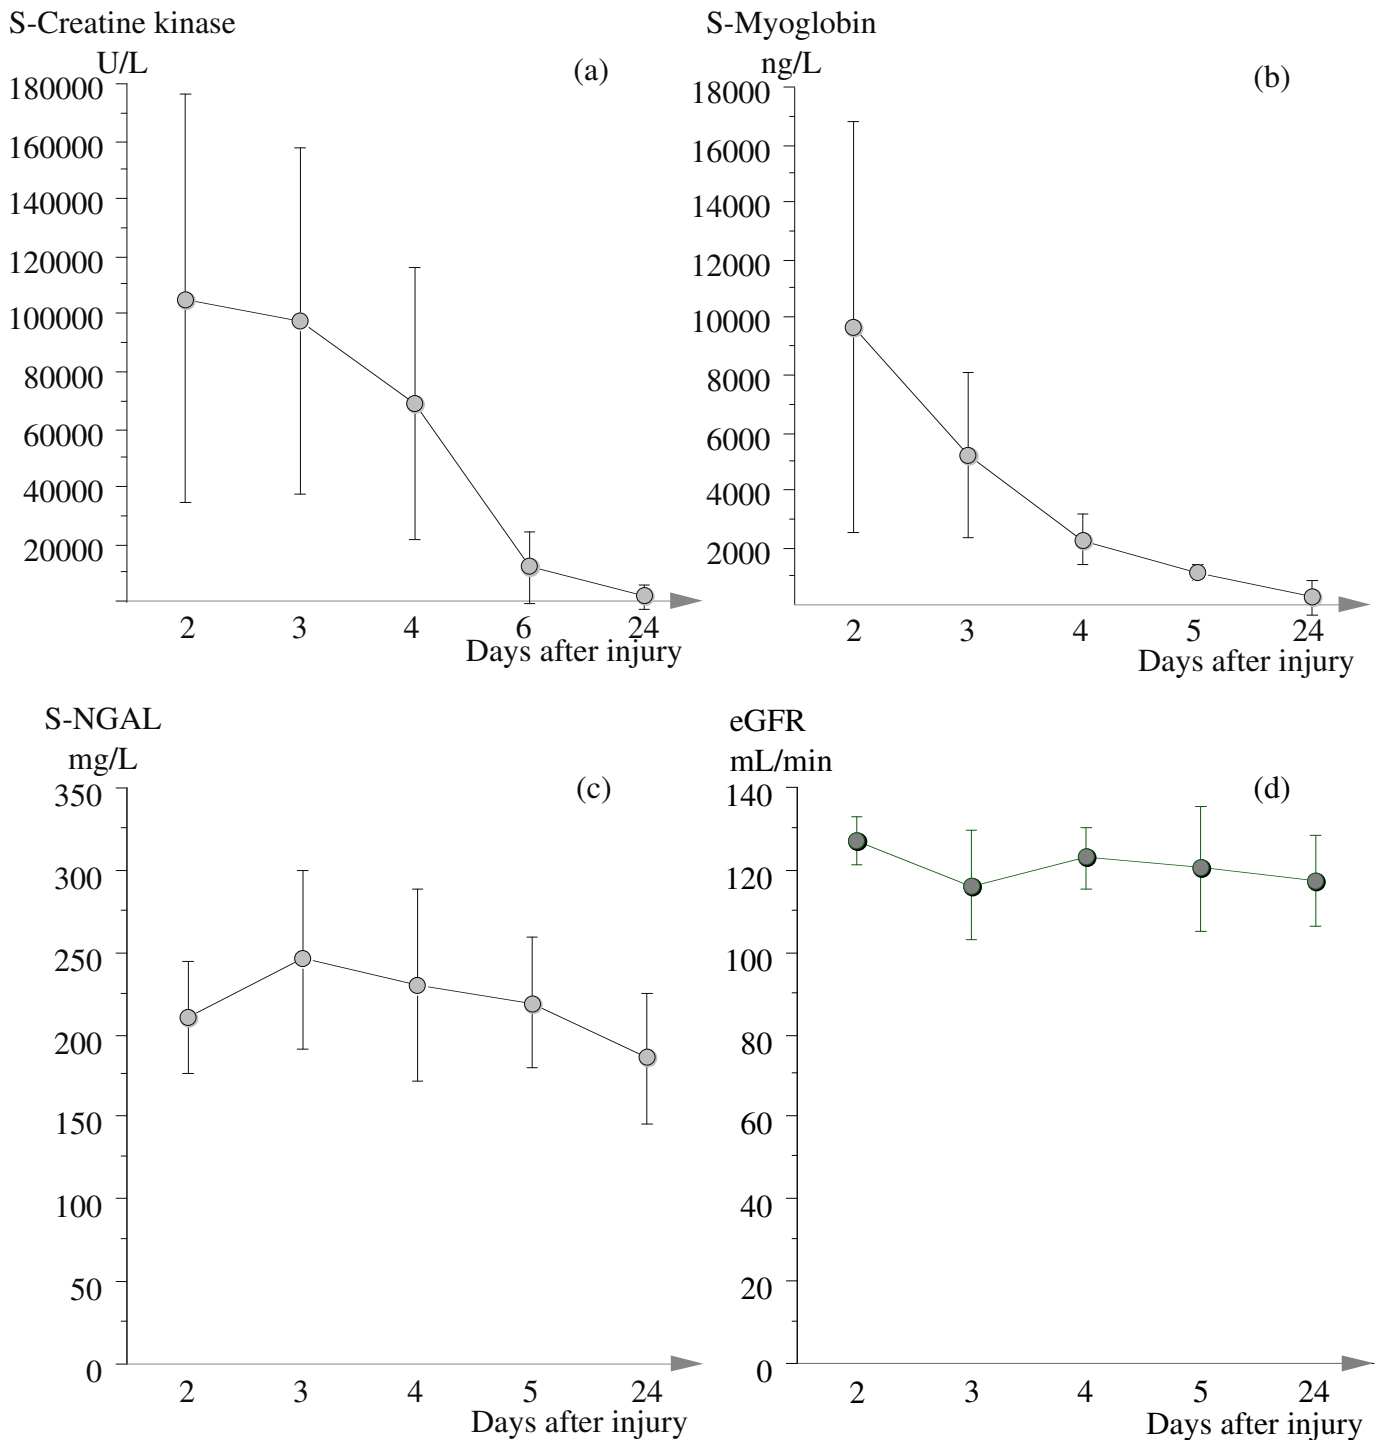 S-Creatine kinase
U/L
(a)
180000
160000
140000
120000
100000
80000
60000
40000
20000
2 3 4 6 24
Days after injury
S-Myoglobin
ng/L
(b)
18000
16000
14000
12000
10000
8000
6000
4000
2000
2 3 4 5 24
Days after injury
S-NGAL
mg/L
(c)
350
300
250
200
150
100
50
0
2 3 4 5 24
Days after injury
eGFR
mL/min
(d)
140
120
100
80
60
40
20
0
2 3 4 5 24
Days after injury